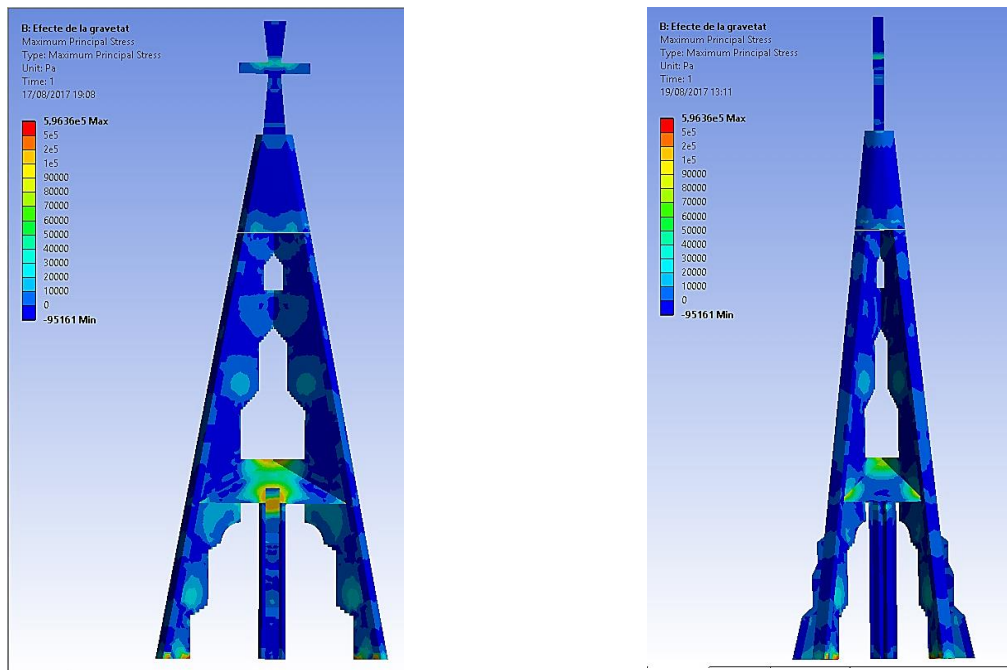 B: Efecte de la gravetat
Maximum Principal Stress
Type: Maximum Principal Stress
Unit: Pa
Time: 1
17/08/2017 19:08
5,9636e5 Max
5e5
2e5
1e5
90000
80000
70000
60000
50000
40000
30000
20000
10000
0
-95161 Min
B: Efecte de la gravetat
Maximum Principal Stress
Type: Maximum Principal Stress
Unit: Pa
Time: 1
19/08/2017 13:11
5,9636e5 Max
5e5
2e5
1e5
90000
80000
70000
60000
50000
40000
30000
20000
10000
0
-95161 Min